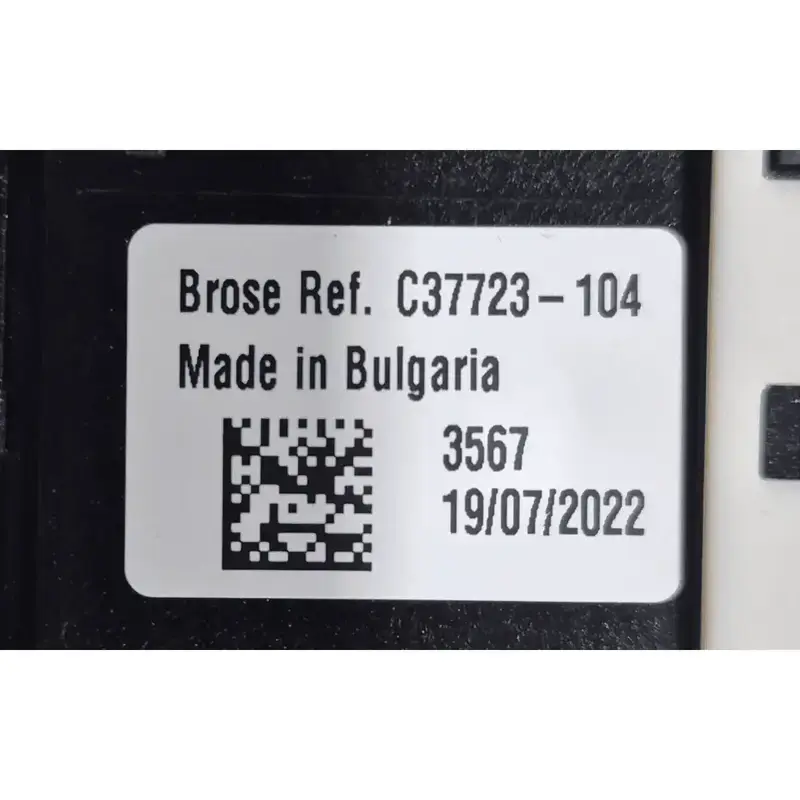 Brose Ref. C37723-104
Made in Bulgaria
3567
19/07/2022